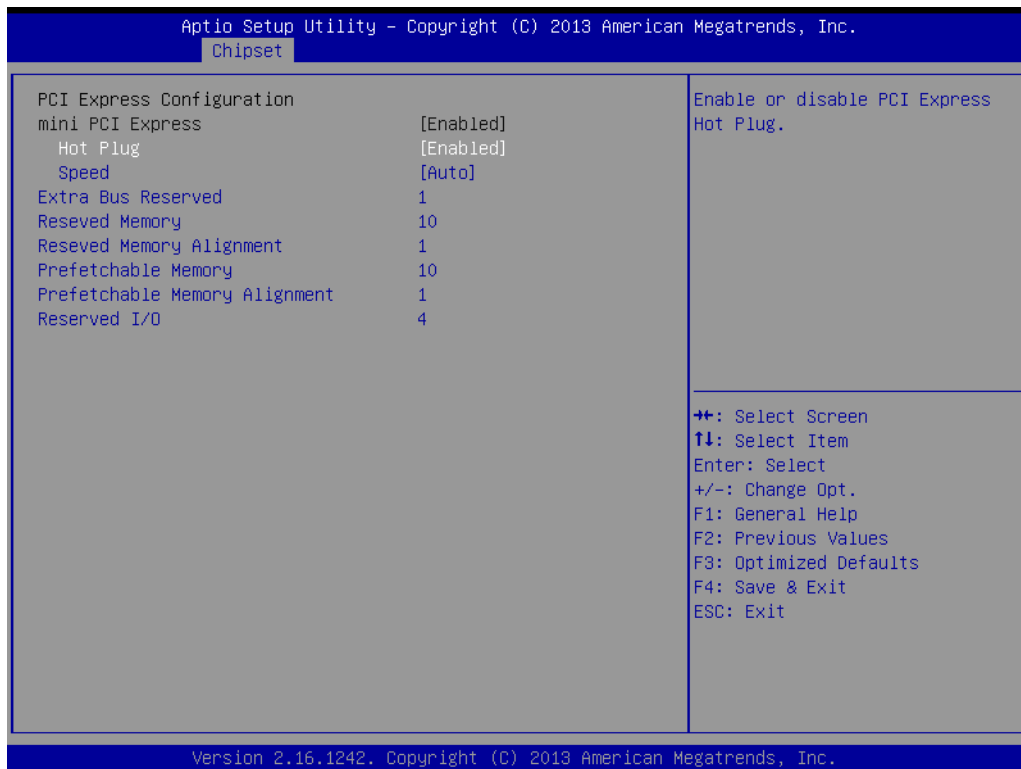 Aptio Setup Utility – Copyright (C) 2013 American Megatrends, Inc.
Chipset
PCI Express Configuration
mini PCI Express [Enabled]
Hot Plug [Enabled]
Speed [Auto]
Extra Bus Reserved 1
Reseved Memory 10
Reseved Memory Alignment 1
Prefetchable Memory 10
Prefetchable Memory Alignment 1
Reserved I/O 4
Enable or disable PCI Express
Hot Plug.
→←: Select Screen
↑↓: Select Item
Enter: Select
+/-: Change Opt.
F1: General Help
F2: Previous Values
F3: Optimized Defaults
F4: Save & Exit
ESC: Exit
Version 2.16.1242. Copyright (C) 2013 American Megatrends, Inc.